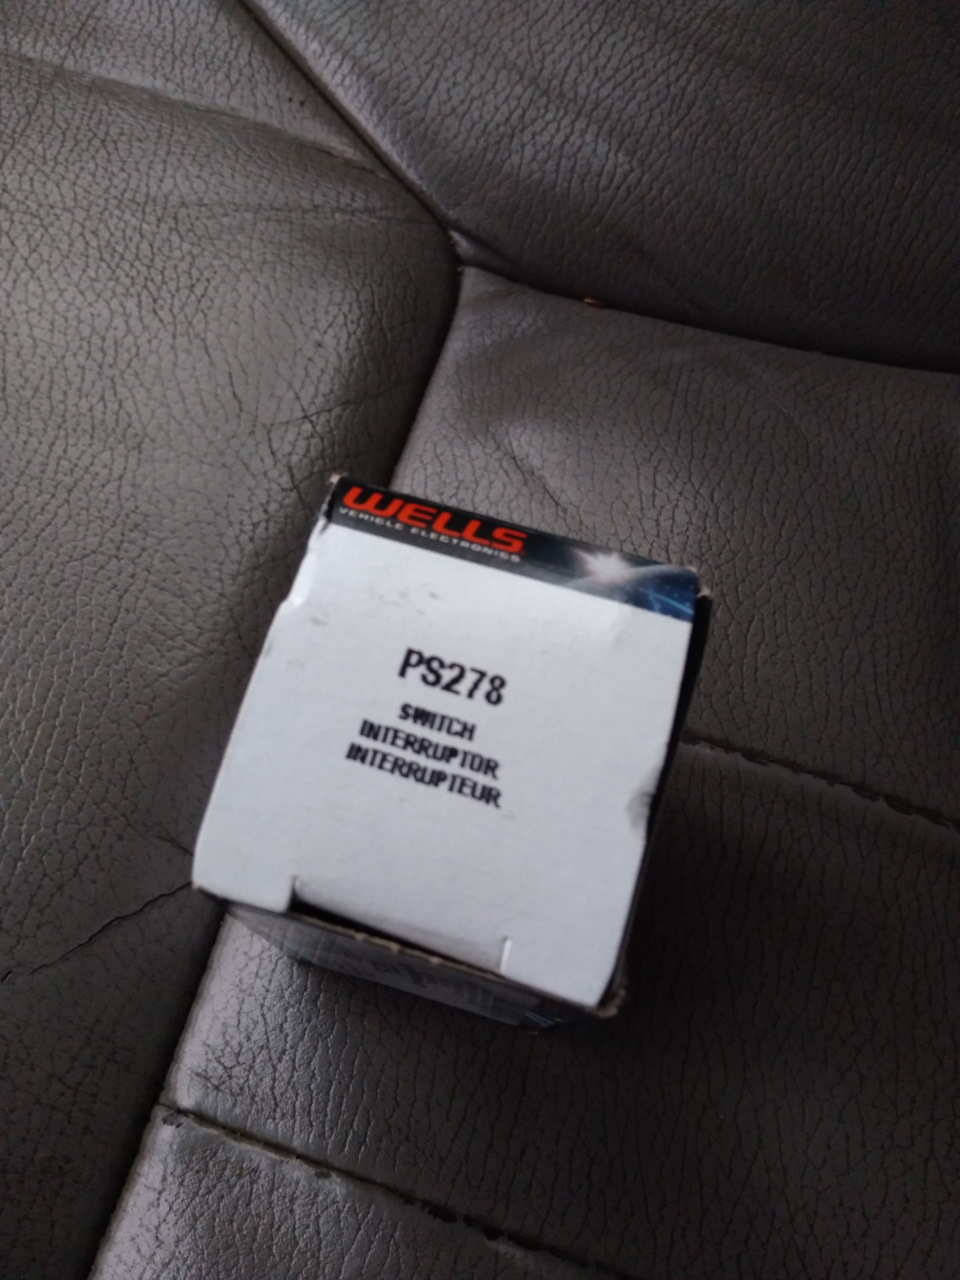 WELLS
VEHICLE ELECTRONICS
PS278
SWITCH
INTERRUPTOR
INTERRUPTEUR